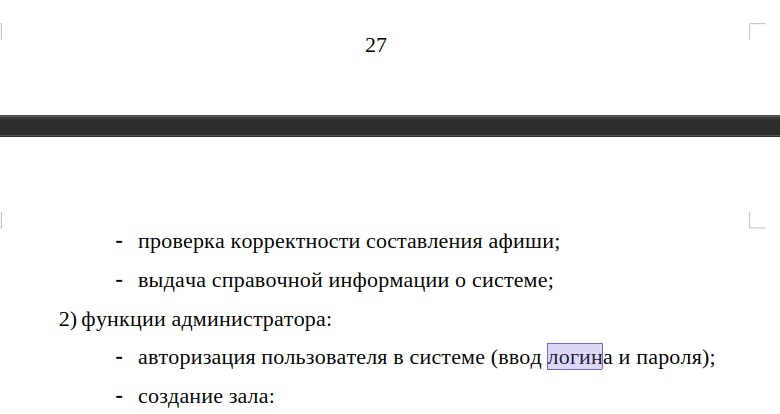 27
- проверка корректности составления афиши;
- выдача справочной информации о системе;
2) функции администратора:
- авторизация пользователя в системе (ввод логина и пароля);
- создание зала: